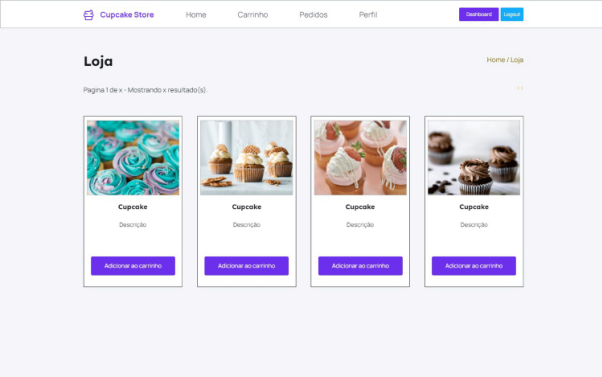 Cupcake Store Home Carrinho Pedidos Perfil Dashboard Logout
Loja Home / Loja
Pagina 1 de x - Mostrando x resultado(s).
Cupcake Cupcake Cupcake Cupcake
Descrição Descrição Descrição Descrição
Adicionar ao carrinho Adicionar ao carrinho Adicionar ao carrinho Adicionar ao carrinho